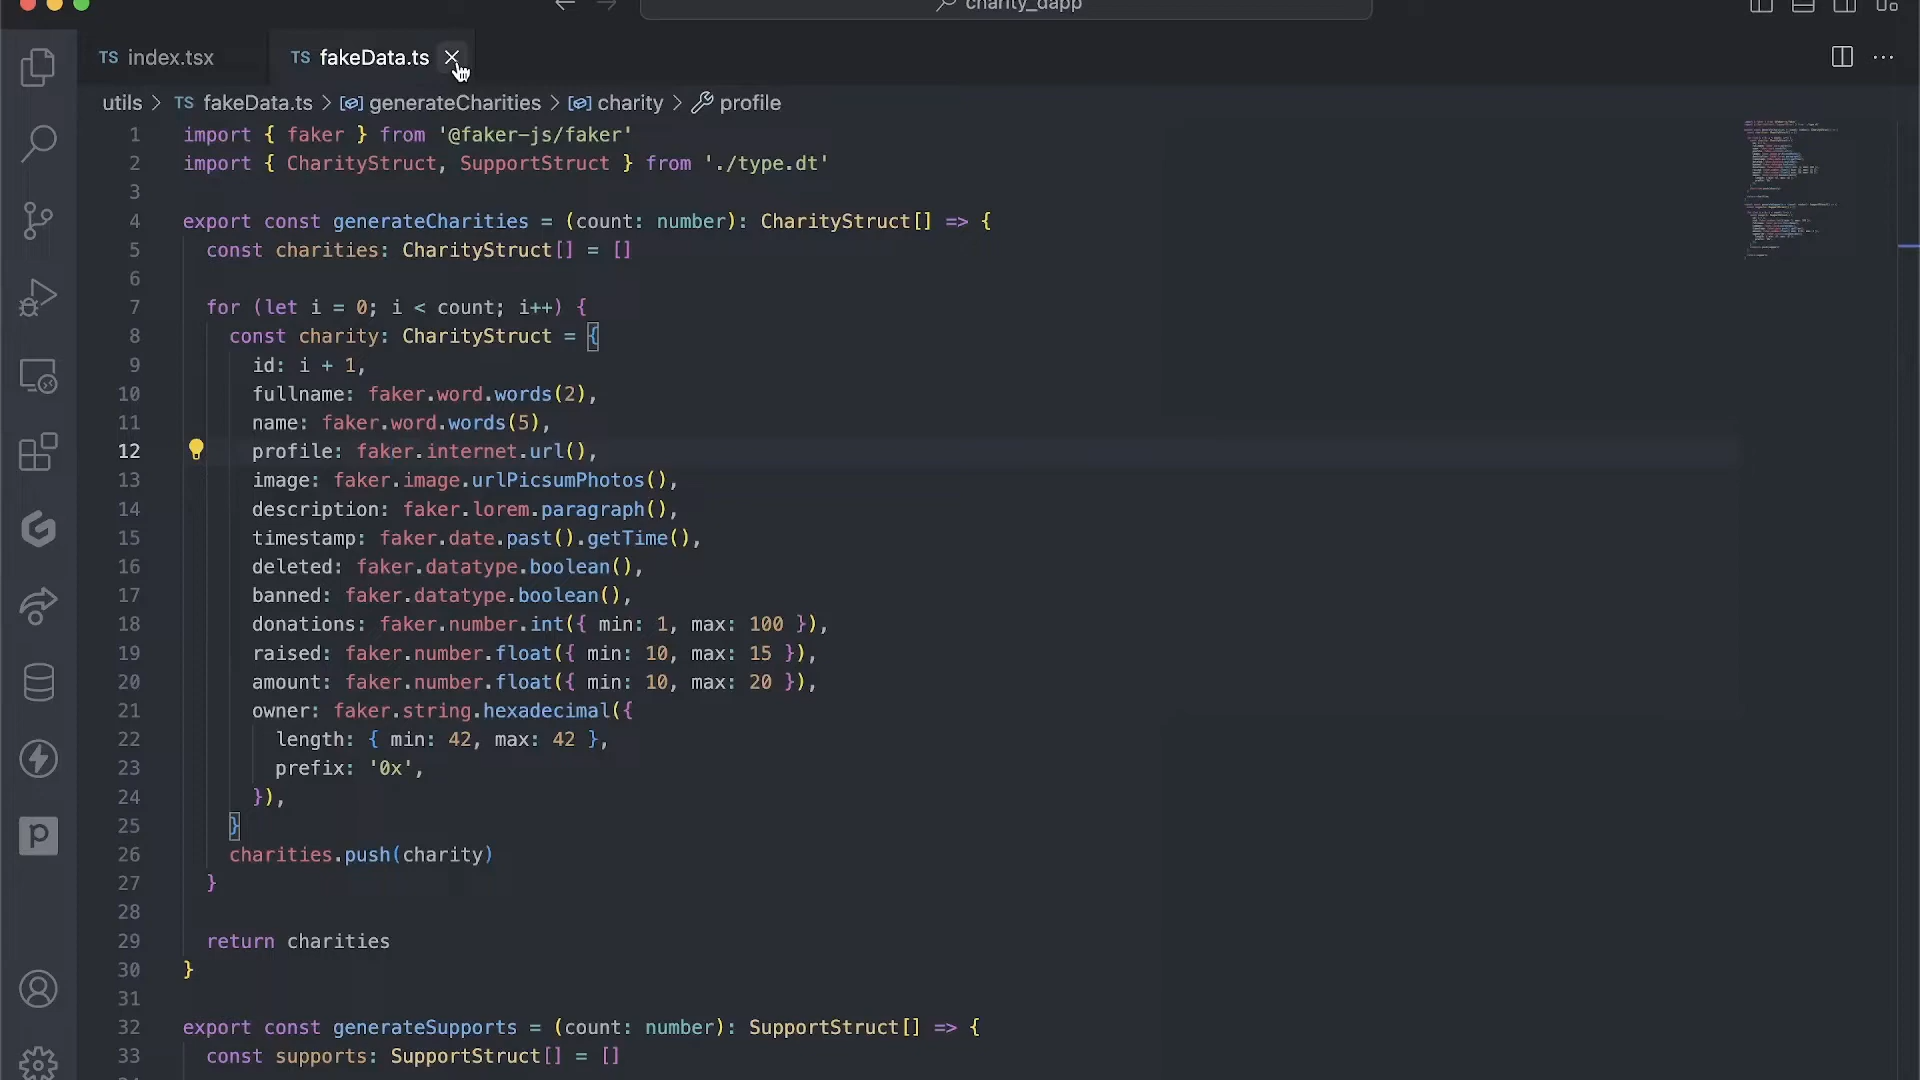 charity_dapp
TS index.tsx
TS fakeData.ts
utils > TS fakeData.ts > generateCharities > charity > profile
1 import { faker } from '@faker-js/faker'
2 import { CharityStruct, SupportStruct } from './type.dt'
3
4 export const generateCharities = (count: number): CharityStruct[] => {
5 const charities: CharityStruct[] = []
6
7 for (let i = 0; i < count; i++) {
8 const charity: CharityStruct = {
9 id: i + 1,
10 fullname: faker.word.words(2),
11 name: faker.word.words(5),
12 profile: faker.internet.url(),
13 image: faker.image.urlPicsumPhotos(),
14 description: faker.lorem.paragraph(),
15 timestamp: faker.date.past().getTime(),
16 deleted: faker.datatype.boolean(),
17 banned: faker.datatype.boolean(),
18 donations: faker.number.int({ min: 1, max: 100 }),
19 raised: faker.number.float({ min: 10, max: 15 }),
20 amount: faker.number.float({ min: 10, max: 20 }),
21 owner: faker.string.hexadecimal({
22 length: { min: 42, max: 42 },
23 prefix: '0x',
24 }),
25 }
26 charities.push(charity)
27 }
28
29 return charities
30 }
31
32 export const generateSupports = (count: number): SupportStruct[] => {
33 const supports: SupportStruct[] = []